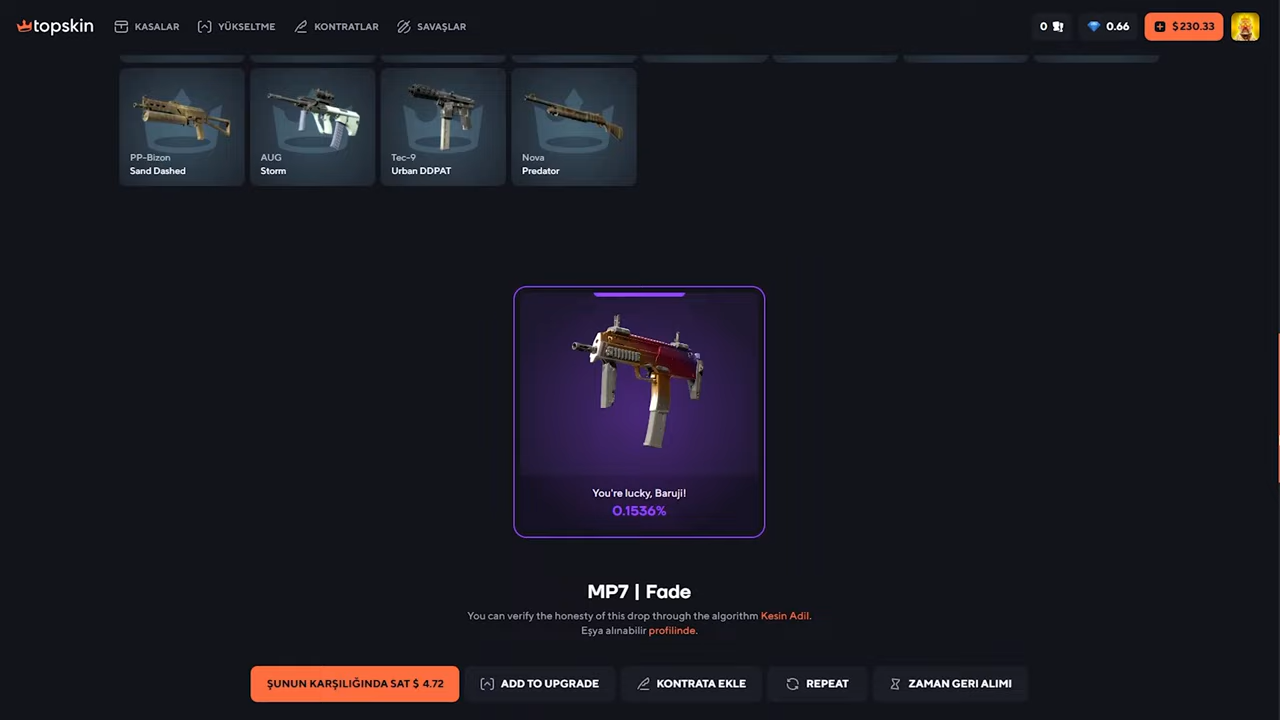 topskin KASALAR YÜKSELTME KONTRATLAR SAVAŞLAR 0 0.66 $230.33
PP-Bizon AUG Tec-9 Nova
Sand Dashed Storm Urban DDPAT Predator
You're lucky, Baruji!
0.1536%
MP7 | Fade
You can verify the honesty of this drop through the algorithm Kesin Adil.
Eşya alınabilir profilinde.
ŞUNUN KARŞILIĞINDA SAT $ 4.72 ADD TO UPGRADE KONTRATA EKLE REPEAT ZAMAN GERI ALIMI